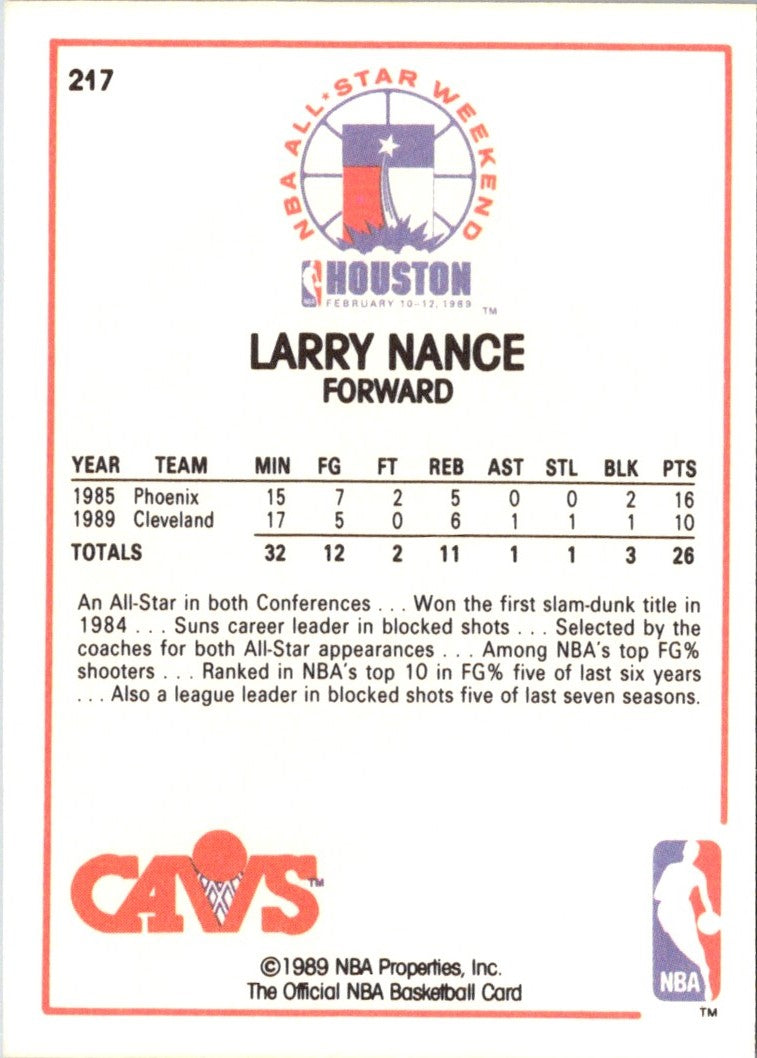 217
NBA ALL★STAR WEEKEND
NBA HOUSTON
FEBRUARY 10-12, 1989 TM
LARRY NANCE
FORWARD
YEAR TEAM MIN FG FT REB AST STL BLK PTS
1985 Phoenix 15 7 2 5 0 0 2 16
1989 Cleveland 17 5 0 6 1 1 1 10
TOTALS 32 12 2 11 1 1 3 26
An All-Star in both Conferences . . . Won the first slam-dunk title in
1984 . . . Suns career leader in blocked shots . . . Selected by the
coaches for both All-Star appearances . . . Among NBA's top FG%
shooters . . . Ranked in NBA's top 10 in FG% five of last six years
. . . Also a league leader in blocked shots five of last seven seasons.
CAVS TM
©1989 NBA Properties, Inc.
The Official NBA Basketball Card
NBA
TM